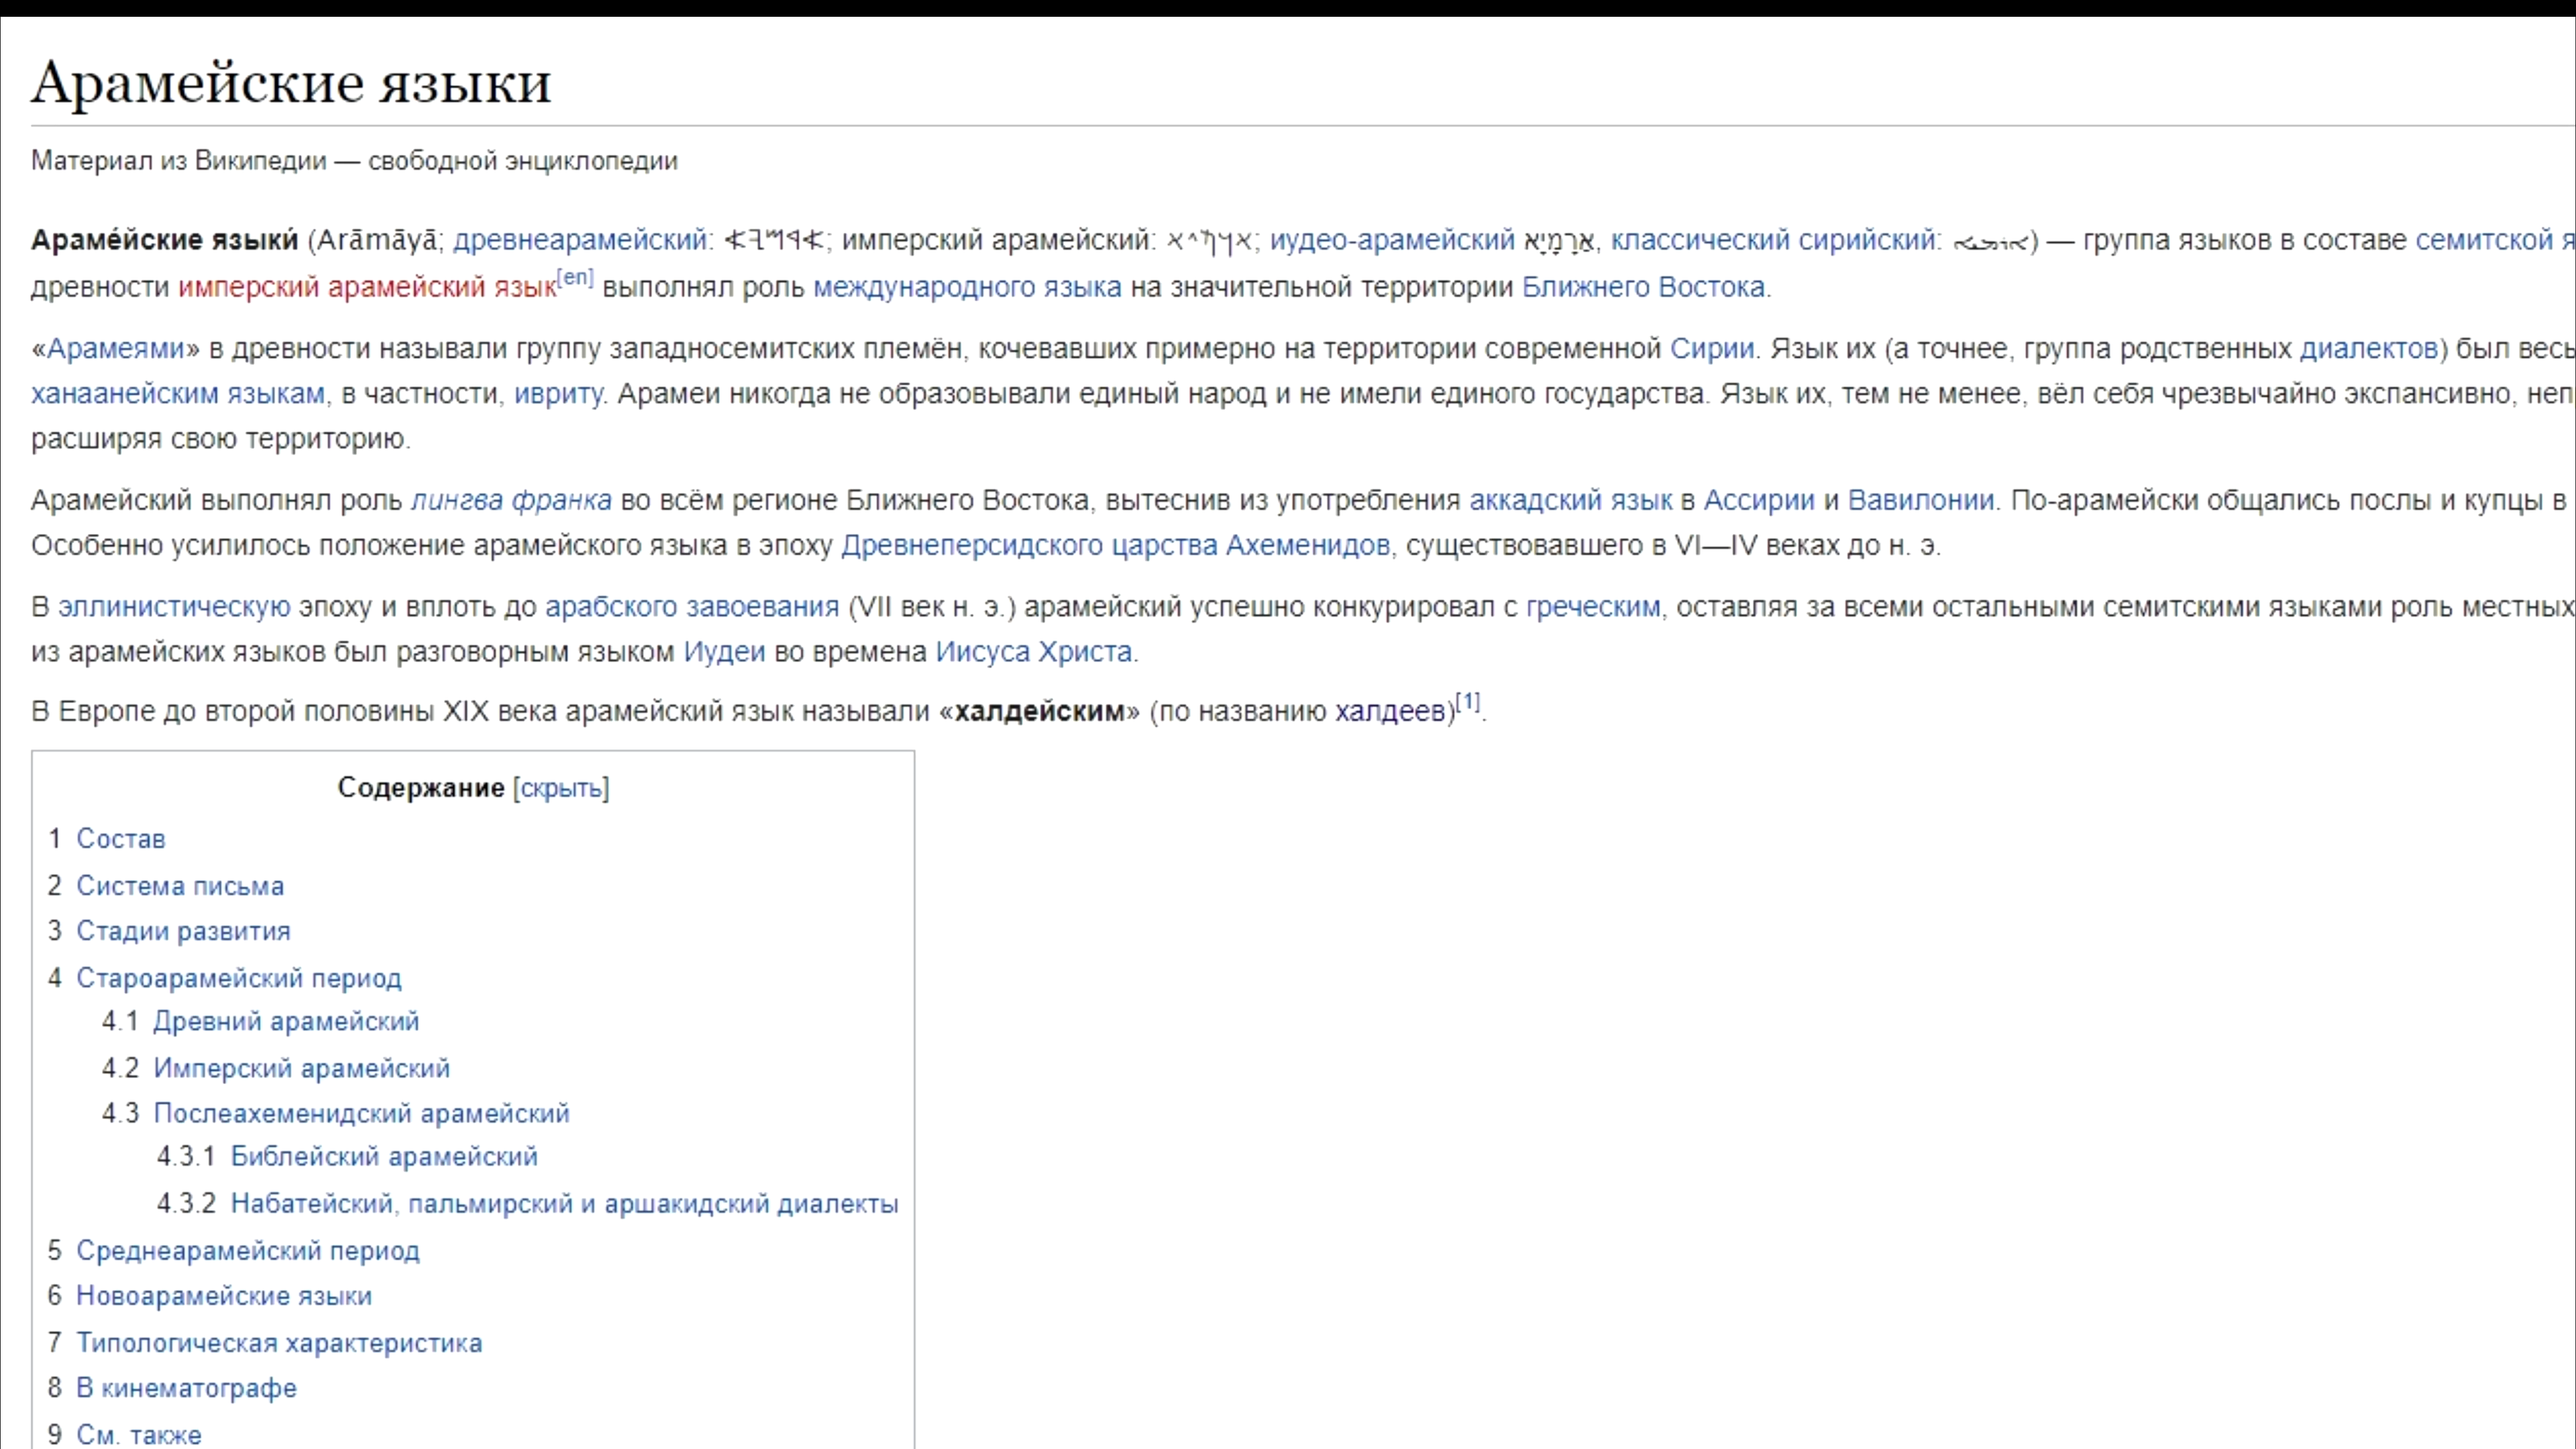 Арамейские языки
Материал из Википедии — свободной энциклопедии
Араме́йские языки́ (Arāmāyā; древнеарамейский: 𐤀𐤓𐤌𐤉𐤀; имперский арамейский: 𐡀𐡓𐡌𐡉𐡀; иудео-арамейский אֲרָמָיָא, классический сирийский: ܐܪܡܝܐ) — группа языков в составе семитской
древности имперский арамейский язык[en] выполнял роль международного языка на значительной территории Ближнего Востока.
«Арамеями» в древности называли группу западносемитских племён, кочевавших примерно на территории современной Сирии. Язык их (а точнее, группа родственных диалектов) был весь
ханаанейским языкам, в частности, ивриту. Арамеи никогда не образовывали единый народ и не имели единого государства. Язык их, тем не менее, вёл себя чрезвычайно экспансивно, неп
расширяя свою территорию.
Арамейский выполнял роль лингва франка во всём регионе Ближнего Востока, вытеснив из употребления аккадский язык в Ассирии и Вавилонии. По-арамейски общались послы и купцы в
Особенно усилилось положение арамейского языка в эпоху Древнеперсидского царства Ахеменидов, существовавшего в VI—IV веках до н. э.
В эллинистическую эпоху и вплоть до арабского завоевания (VII век н. э.) арамейский успешно конкурировал с греческим, оставляя за всеми остальными семитскими языками роль местных
из арамейских языков был разговорным языком Иудеи во времена Иисуса Христа.
В Европе до второй половины XIX века арамейский язык называли «халдейским» (по названию халдеев)[1].
Содержание [скрыть]
1 Состав
2 Система письма
3 Стадии развития
4 Староарамейский период
4.1 Древний арамейский
4.2 Имперский арамейский
4.3 Послеахеменидский арамейский
4.3.1 Библейский арамейский
4.3.2 Набатейский, пальмирский и аршакидский диалекты
5 Среднеарамейский период
6 Новоарамейские языки
7 Типологическая характеристика
8 В кинематографе
9 См. также